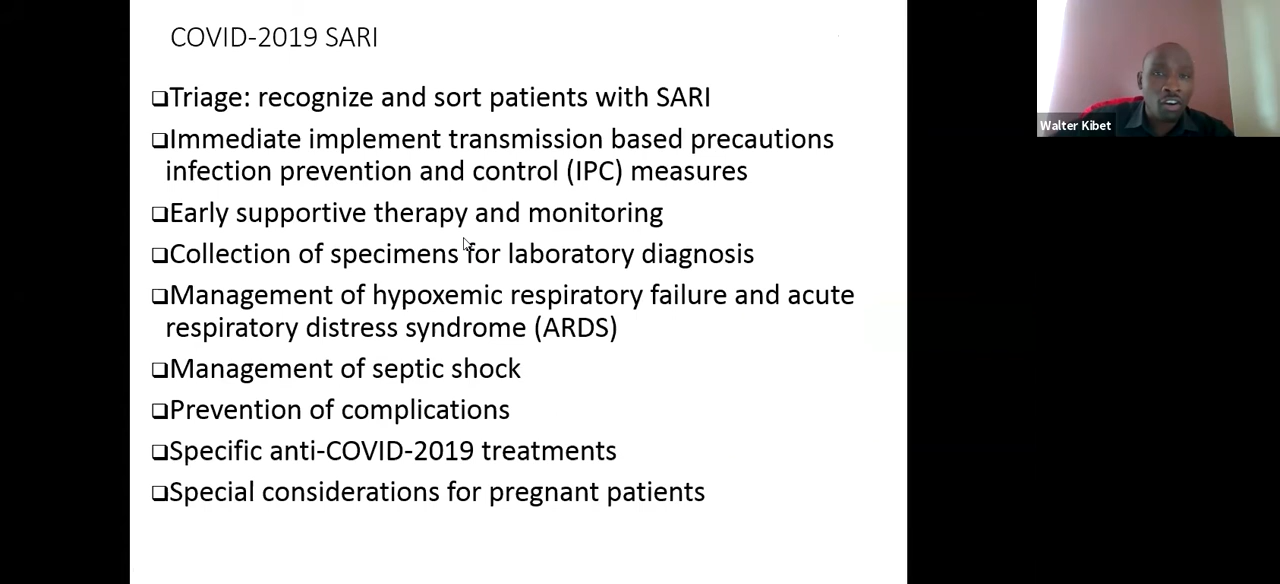 COVID-2019 SARI
❑Triage: recognize and sort patients with SARI
❑Immediate implement transmission based precautions
infection prevention and control (IPC) measures
❑Early supportive therapy and monitoring
❑Collection of specimens for laboratory diagnosis
❑Management of hypoxemic respiratory failure and acute
respiratory distress syndrome (ARDS)
❑Management of septic shock
❑Prevention of complications
❑Specific anti-COVID-2019 treatments
❑Special considerations for pregnant patients
Walter Kibet